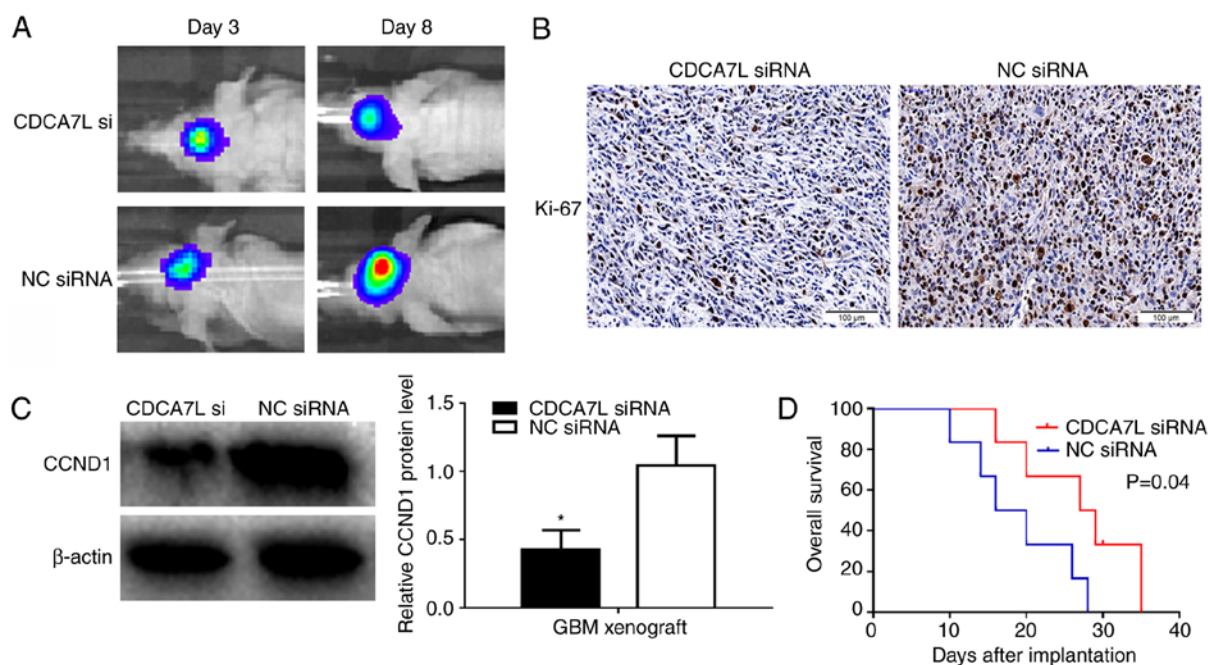 A
Day 3
Day 8
CDCA7L si
NC siRNA
B
CDCA7L siRNA
NC siRNA
Ki-67
100 µm
100 µm
C
CDCA7L si
NC siRNA
CCND1
β-actin
Relative CCND1 protein level
1.5
1.0
0.5
0.0
CDCA7L siRNA
NC siRNA
*
GBM xenograft
D
Overall survival
100
80
60
40
20
0
CDCA7L siRNA
NC siRNA
P=0.04
0
10
20
30
40
Days after implantation